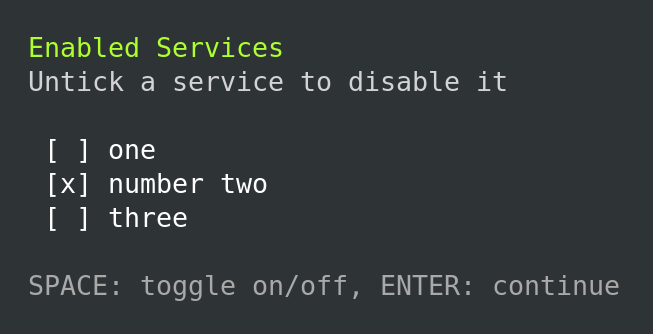 Enabled Services
Untick a service to disable it
[ ] one
[x] number two
[ ] three
SPACE: toggle on/off, ENTER: continue